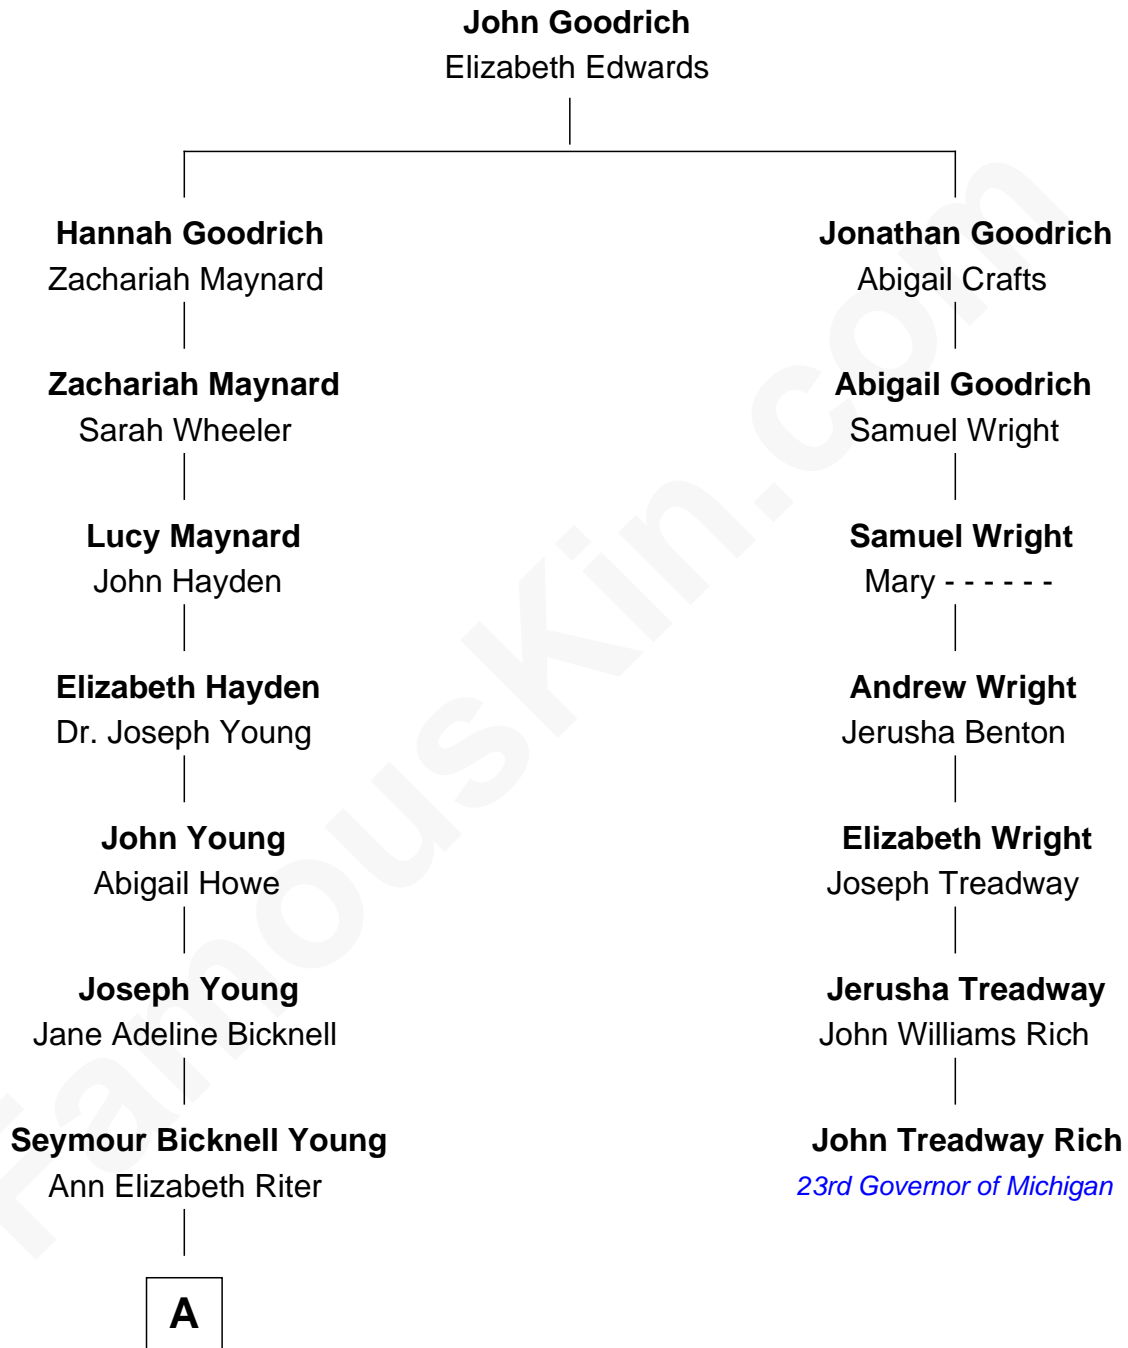 John Goodrich
Elizabeth Edwards
Hannah Goodrich
Zachariah Maynard
Jonathan Goodrich
Abigail Crafts
Zachariah Maynard
Sarah Wheeler
Abigail Goodrich
Samuel Wright
Lucy Maynard
John Hayden
Samuel Wright
Mary - - - - - -
Elizabeth Hayden
Dr. Joseph Young
Andrew Wright
Jerusha Benton
John Young
Abigail Howe
Elizabeth Wright
Joseph Treadway
Joseph Young
Jane Adeline Bicknell
Jerusha Treadway
John Williams Rich
Seymour Bicknell Young
Ann Elizabeth Riter
John Treadway Rich
23rd Governor of Michigan
A
FamousKin.com